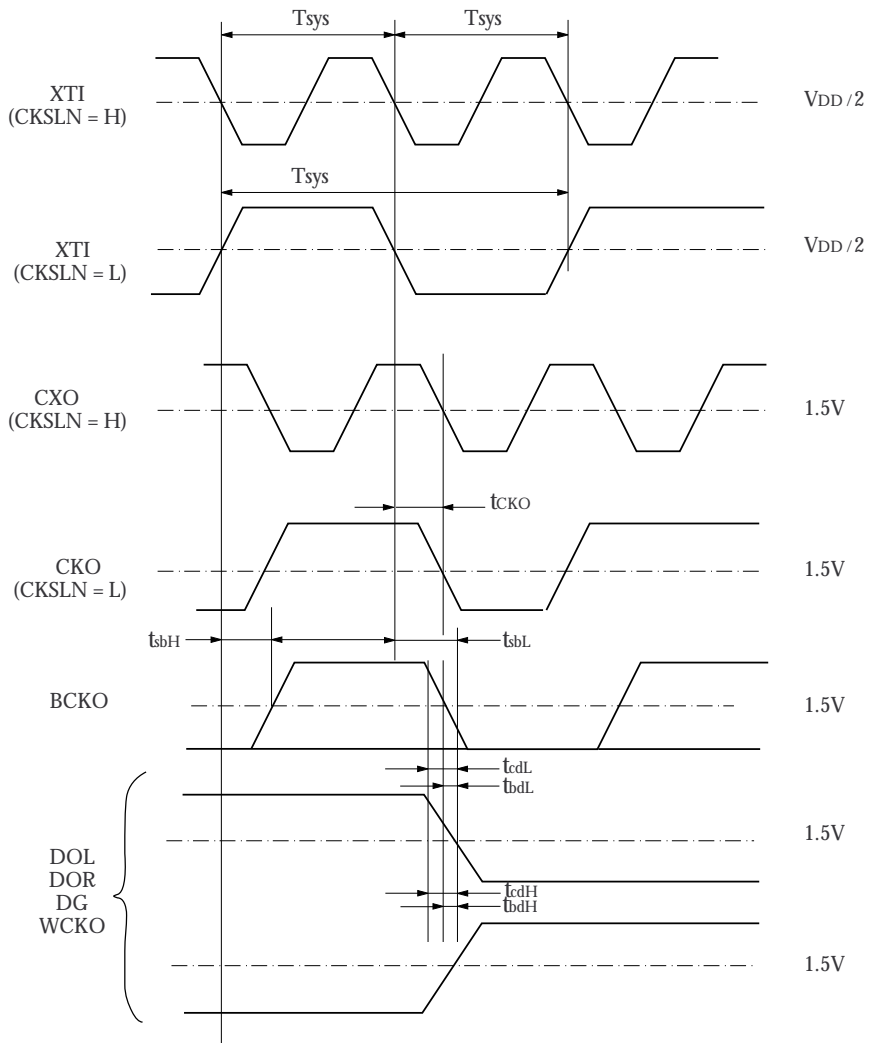 Tsys Tsys
XTI
(CKSLN = H)
VDD /2
Tsys
XTI
(CKSLN = L)
VDD /2
CXO
(CKSLN = H)
1.5V
tCKO
CKO
(CKSLN = L)
1.5V
tsbH tsbL
BCKO
1.5V
tcdL
tbdL
1.5V
DOL
DOR
DG
WCKO
tcdH
tbdH
1.5V